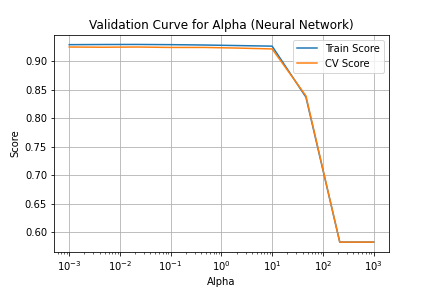 Validation Curve for Alpha (Neural Network)
Train Score
CV Score
Score
0.90
0.85
0.80
0.75
0.70
0.65
0.60
10⁻³
10⁻²
10⁻¹
10⁰
10¹
10²
10³
Alpha